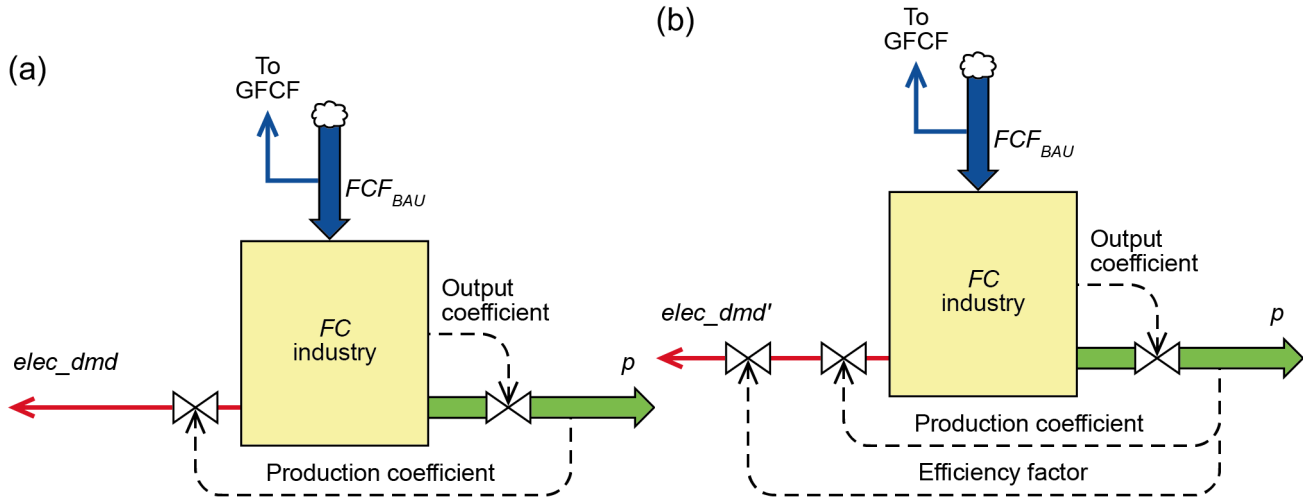 (a)
To
GFCF
FCF_BAU
FC
industry
Output
coefficient
elec_dmd
p
Production coefficient
(b)
To
GFCF
FCF_BAU
FC
industry
Output
coefficient
elec_dmd'
p
Production coefficient
Efficiency factor